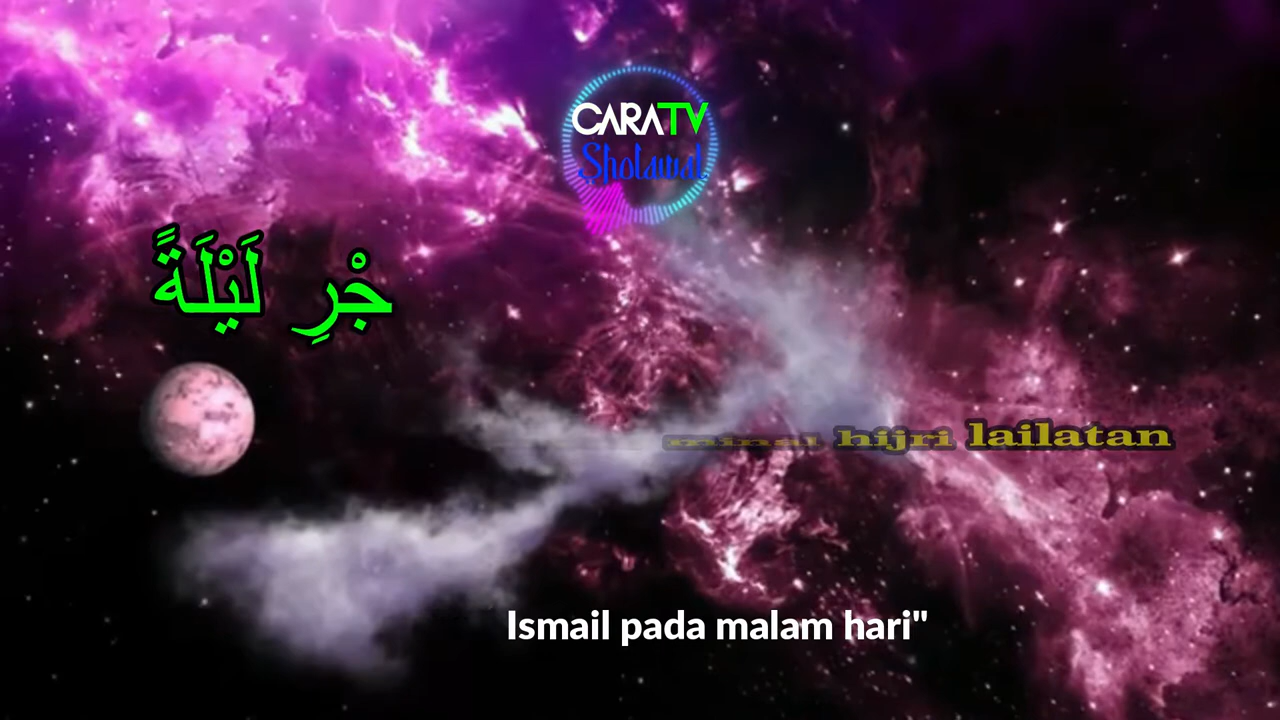 CARATV
Sholawat
جْرِ لَيْلَةً
minal hijri lailatan
Ismail pada malam hari"